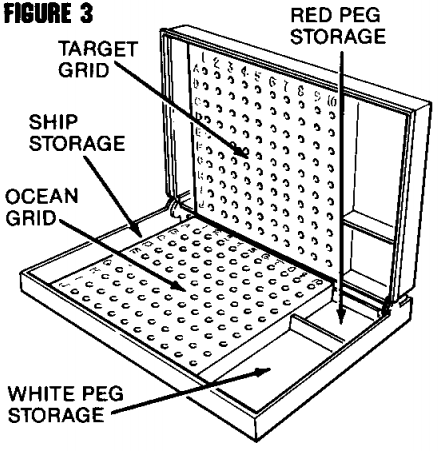 FIGURE 3
RED PEG
STORAGE
TARGET
GRID
1 2 3 4 5 6 7 8 9 10
A
B
C
D
E
F
G
H
I
J
SHIP
STORAGE
OCEAN
GRID
WHITE PEG
STORAGE